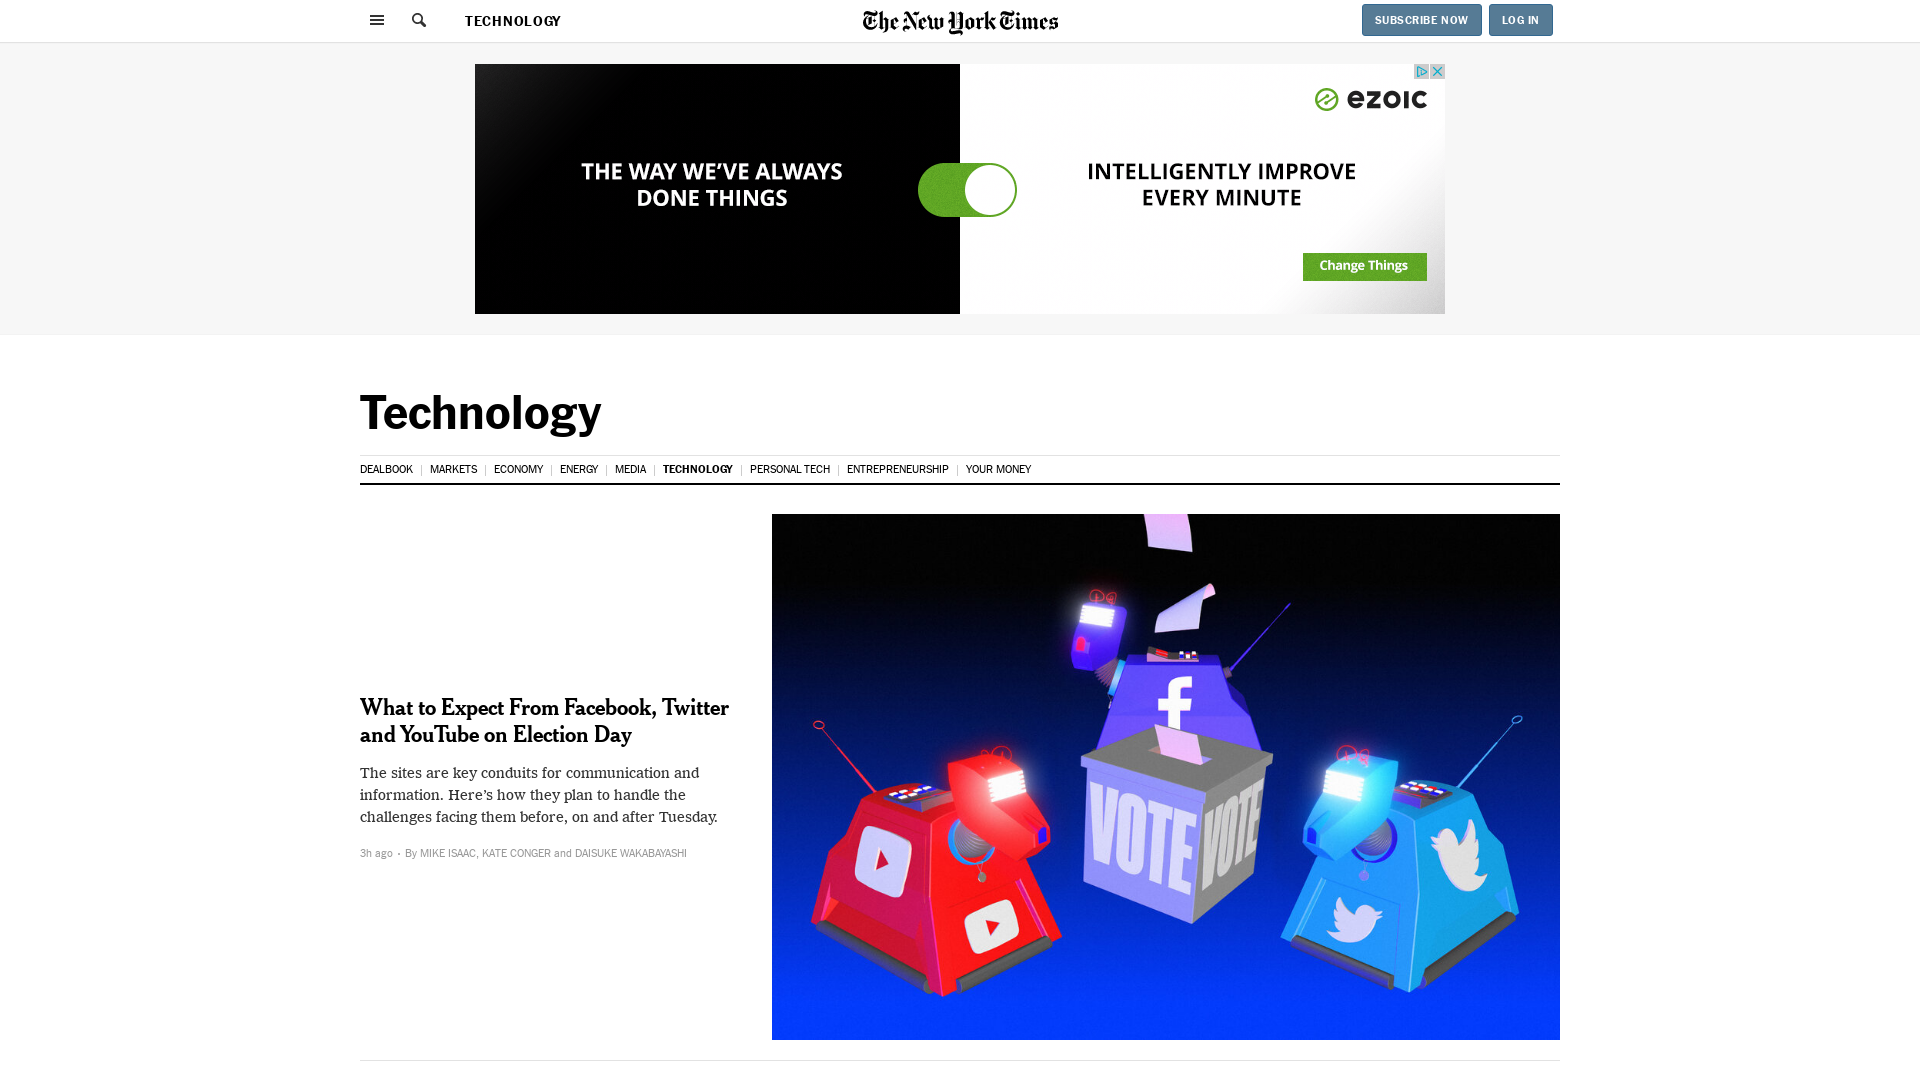 TECHNOLOGY
The New York Times
SUBSCRIBE NOW
LOG IN
THE WAY WE'VE ALWAYS
DONE THINGS
ezoic
INTELLIGENTLY IMPROVE
EVERY MINUTE
Change Things
Technology
DEALBOOK
MARKETS
ECONOMY
ENERGY
MEDIA
TECHNOLOGY
PERSONAL TECH
ENTREPRENEURSHIP
YOUR MONEY
What to Expect From Facebook, Twitter
and YouTube on Election Day
The sites are key conduits for communication and
information. Here’s how they plan to handle the
challenges facing them before, on and after Tuesday.
3h ago • By MIKE ISAAC, KATE CONGER and DAISUKE WAKABAYASHI
f
VOTE
VOTE